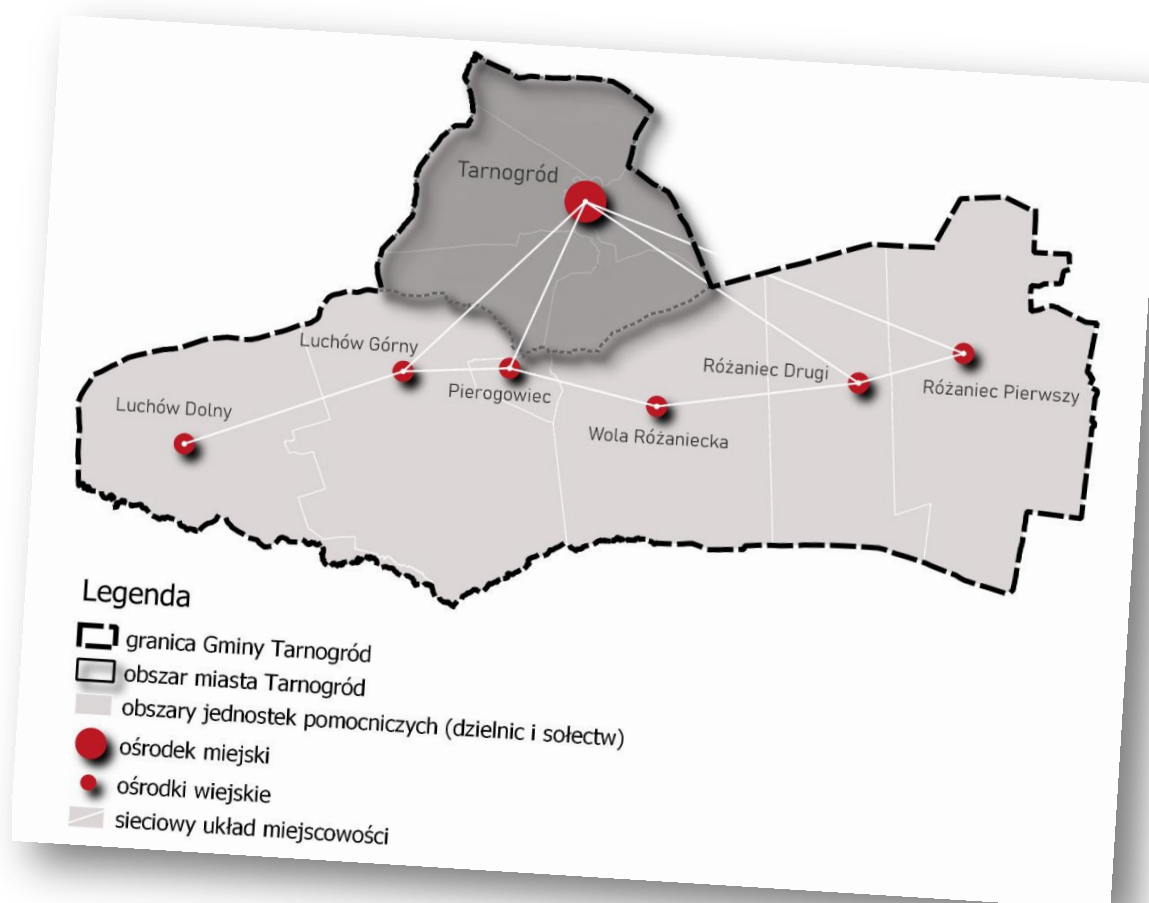 Tarnogród
Luchów Górny
Pierogowiec
Różaniec Drugi
Różaniec Pierwszy
Luchów Dolny
Wola Różaniecka
Legenda
granica Gminy Tarnogród
obszar miasta Tarnogród
obszary jednostek pomocniczych (dzielnic i sołectw)
ośrodek miejski
ośrodki wiejskie
sieciowy układ miejscowości